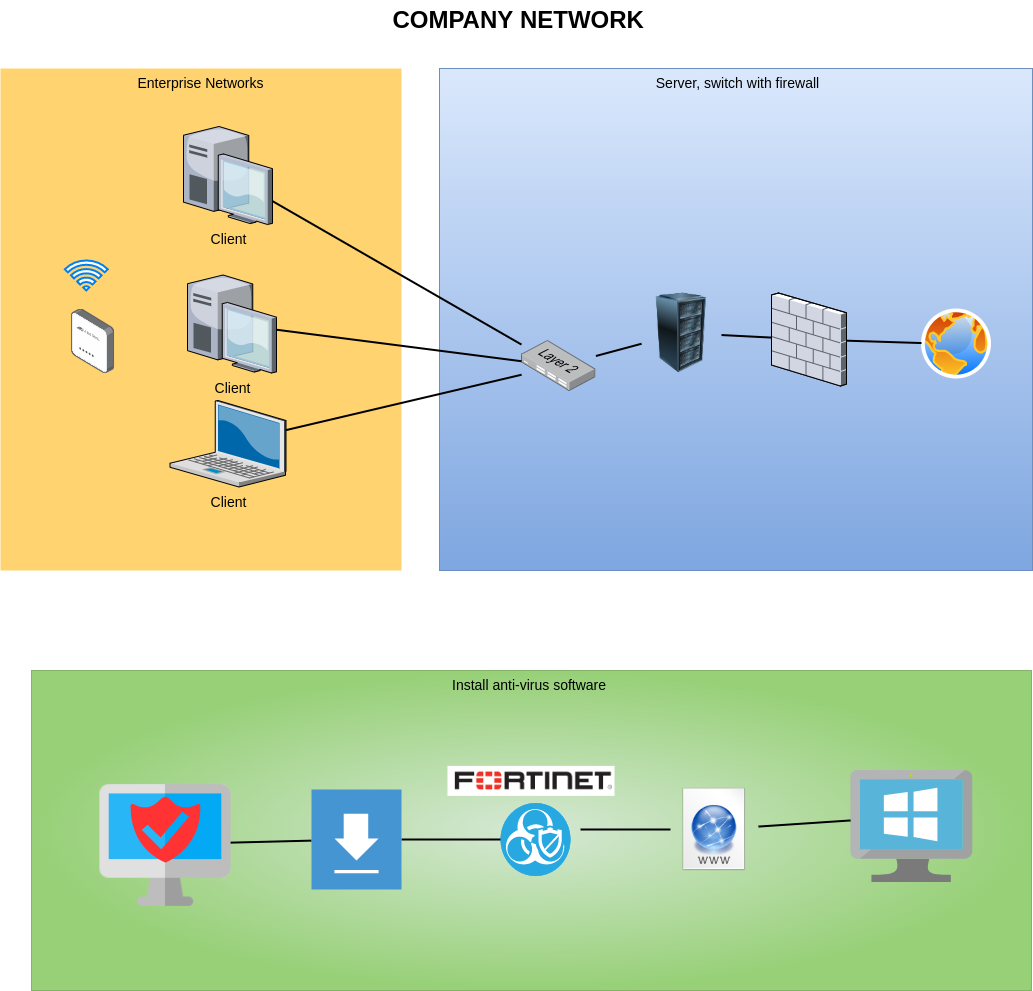 COMPANY NETWORK
Enterprise Networks
Server, switch with firewall
Client
Client
Layer 2
Client
Install anti-virus software
FORTINET
WWW